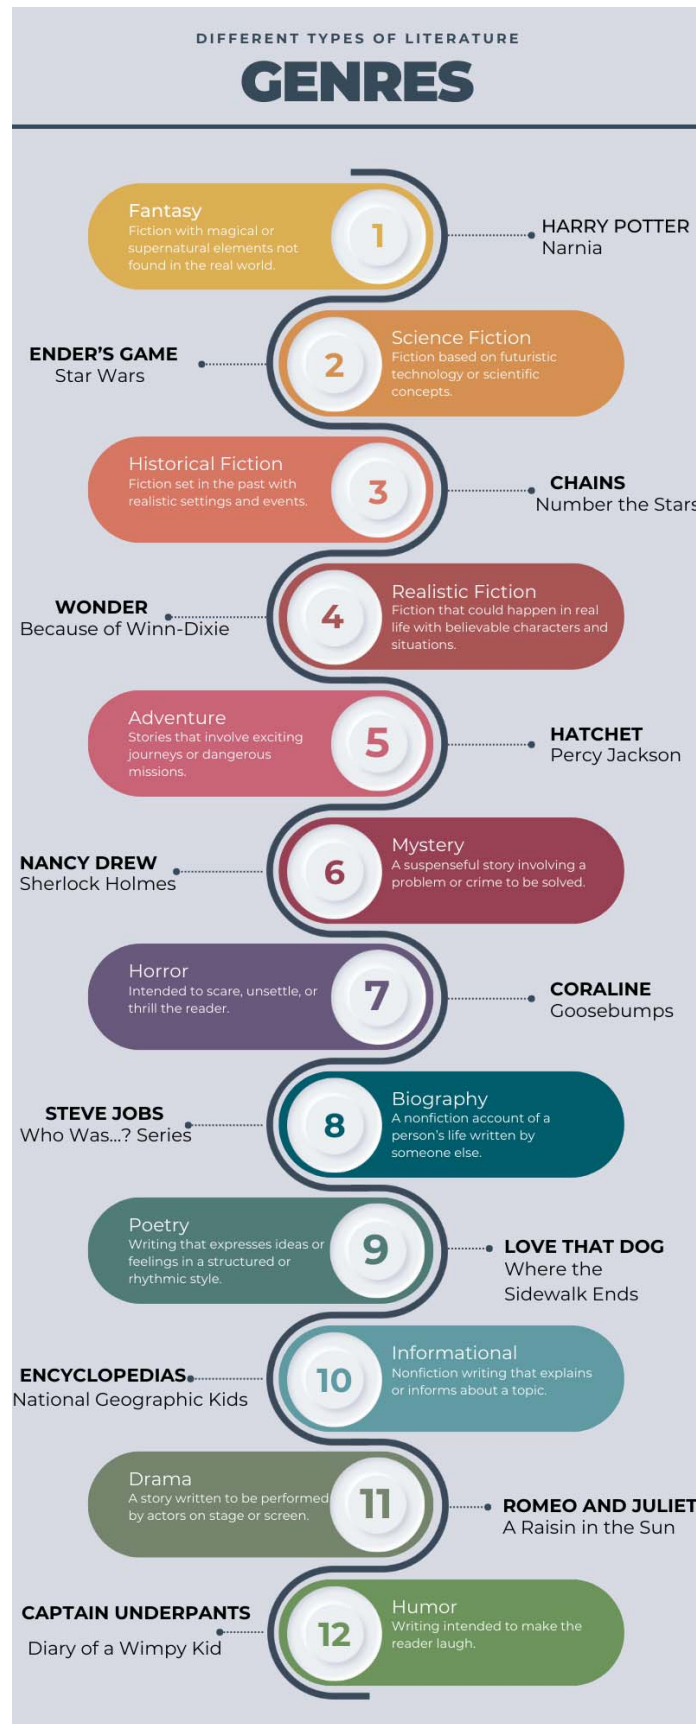 DIFFERENT TYPES OF LITERATURE
GENRES
Fantasy
Fiction with magical or
supernatural elements not
found in the real world.
1
HARRY POTTER
Narnia
ENDER'S GAME
Star Wars
2
Science Fiction
Fiction based on futuristic
technology or scientific
concepts.
Historical Fiction
Fiction set in the past with
realistic settings and events.
3
CHAINS
Number the Stars
WONDER
Because of Winn-Dixie
4
Realistic Fiction
Fiction that could happen in real
life with believable characters and
situations.
Adventure
Stories that involve exciting
journeys or dangerous
missions.
5
HATCHET
Percy Jackson
NANCY DREW
Sherlock Holmes
6
Mystery
A suspenseful story involving a
problem or crime to be solved.
Horror
Intended to scare, unsettle, or
thrill the reader.
7
CORALINE
Goosebumps
STEVE JOBS
Who Was...? Series
8
Biography
A nonfiction account of a
person's life written by
someone else.
Poetry
Writing that expresses ideas or
feelings in a structured or
rhythmic style.
9
LOVE THAT DOG
Where the
Sidewalk Ends
ENCYCLOPEDIAS
National Geographic Kids
10
Informational
Nonfiction writing that explains
or informs about a topic.
Drama
A story written to be performed
by actors on stage or screen.
11
ROMEO AND JULIET
A Raisin in the Sun
CAPTAIN UNDERPANTS
Diary of a Wimpy Kid
12
Humor
Writing intended to make the
reader laugh.